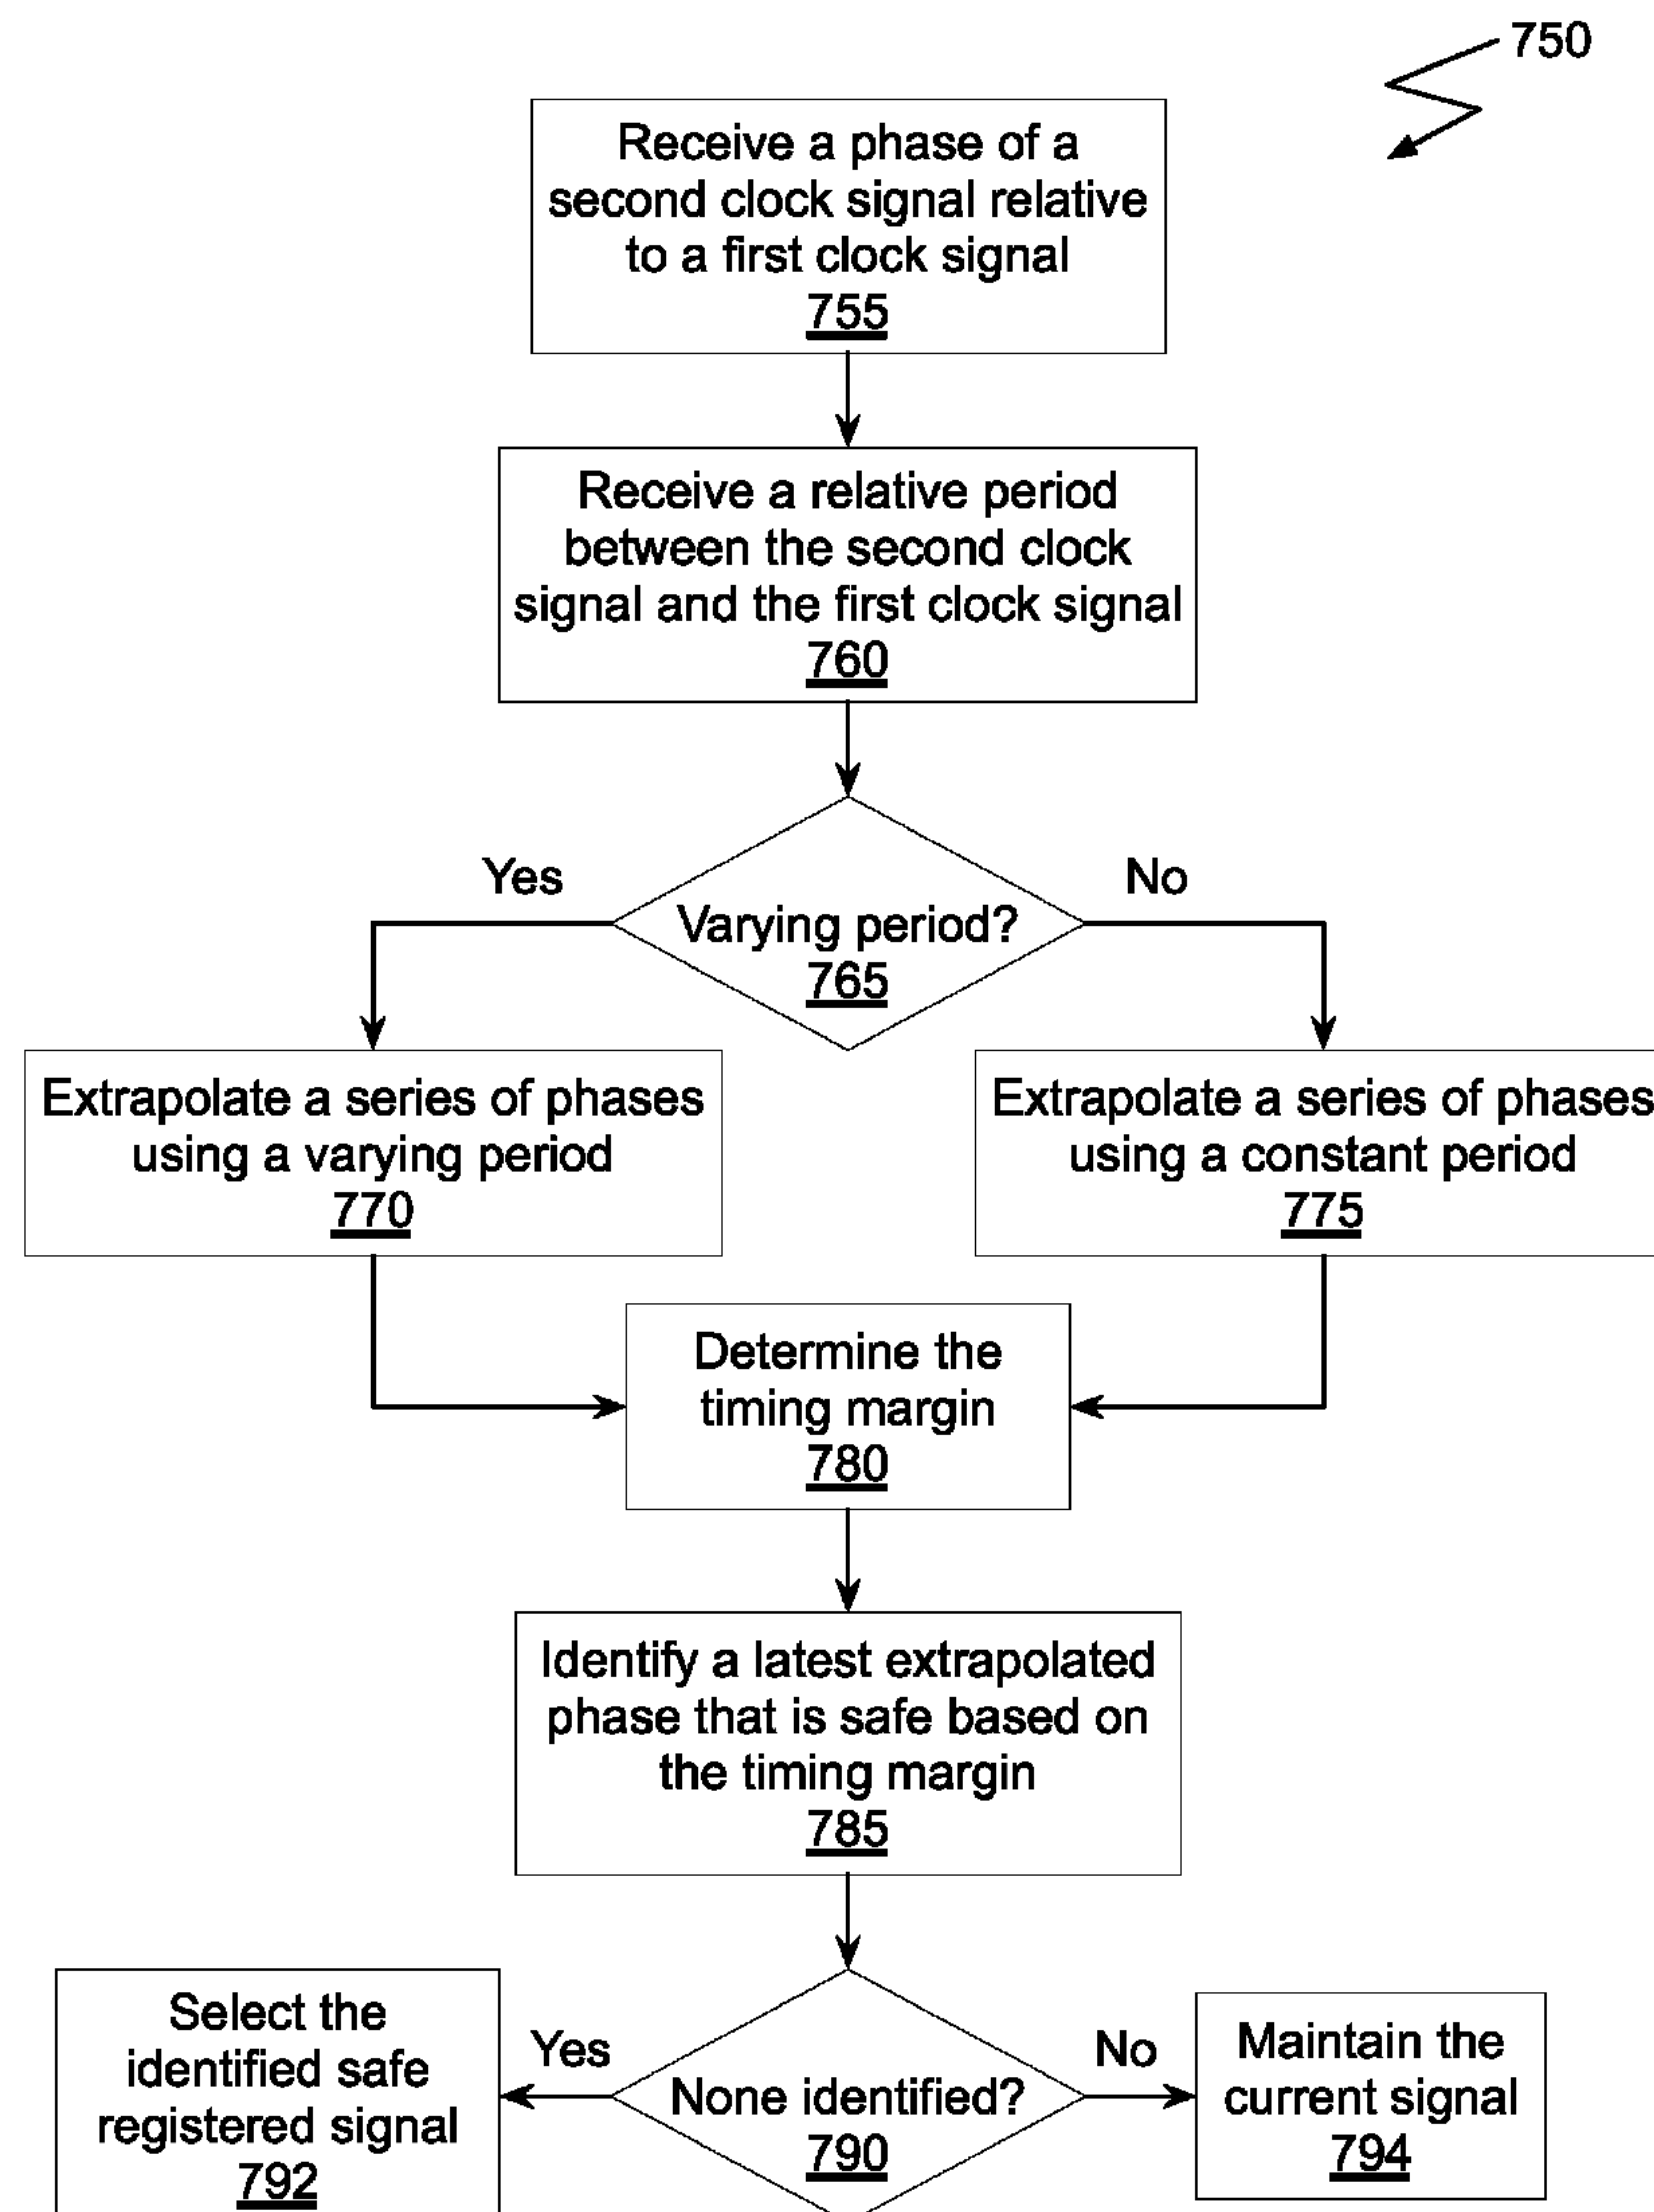 750
Receive a phase of a
second clock signal relative
to a first clock signal
755
Receive a relative period
between the second clock
signal and the first clock signal
760
Yes
No
Varying period?
765
Extrapolate a series of phases
using a varying period
770
Extrapolate a series of phases
using a constant period
775
Determine the
timing margin
780
Identify a latest extrapolated
phase that is safe based on
the timing margin
785
Select the
identified safe
registered signal
792
Yes
None identified?
790
No
Maintain the
current signal
794